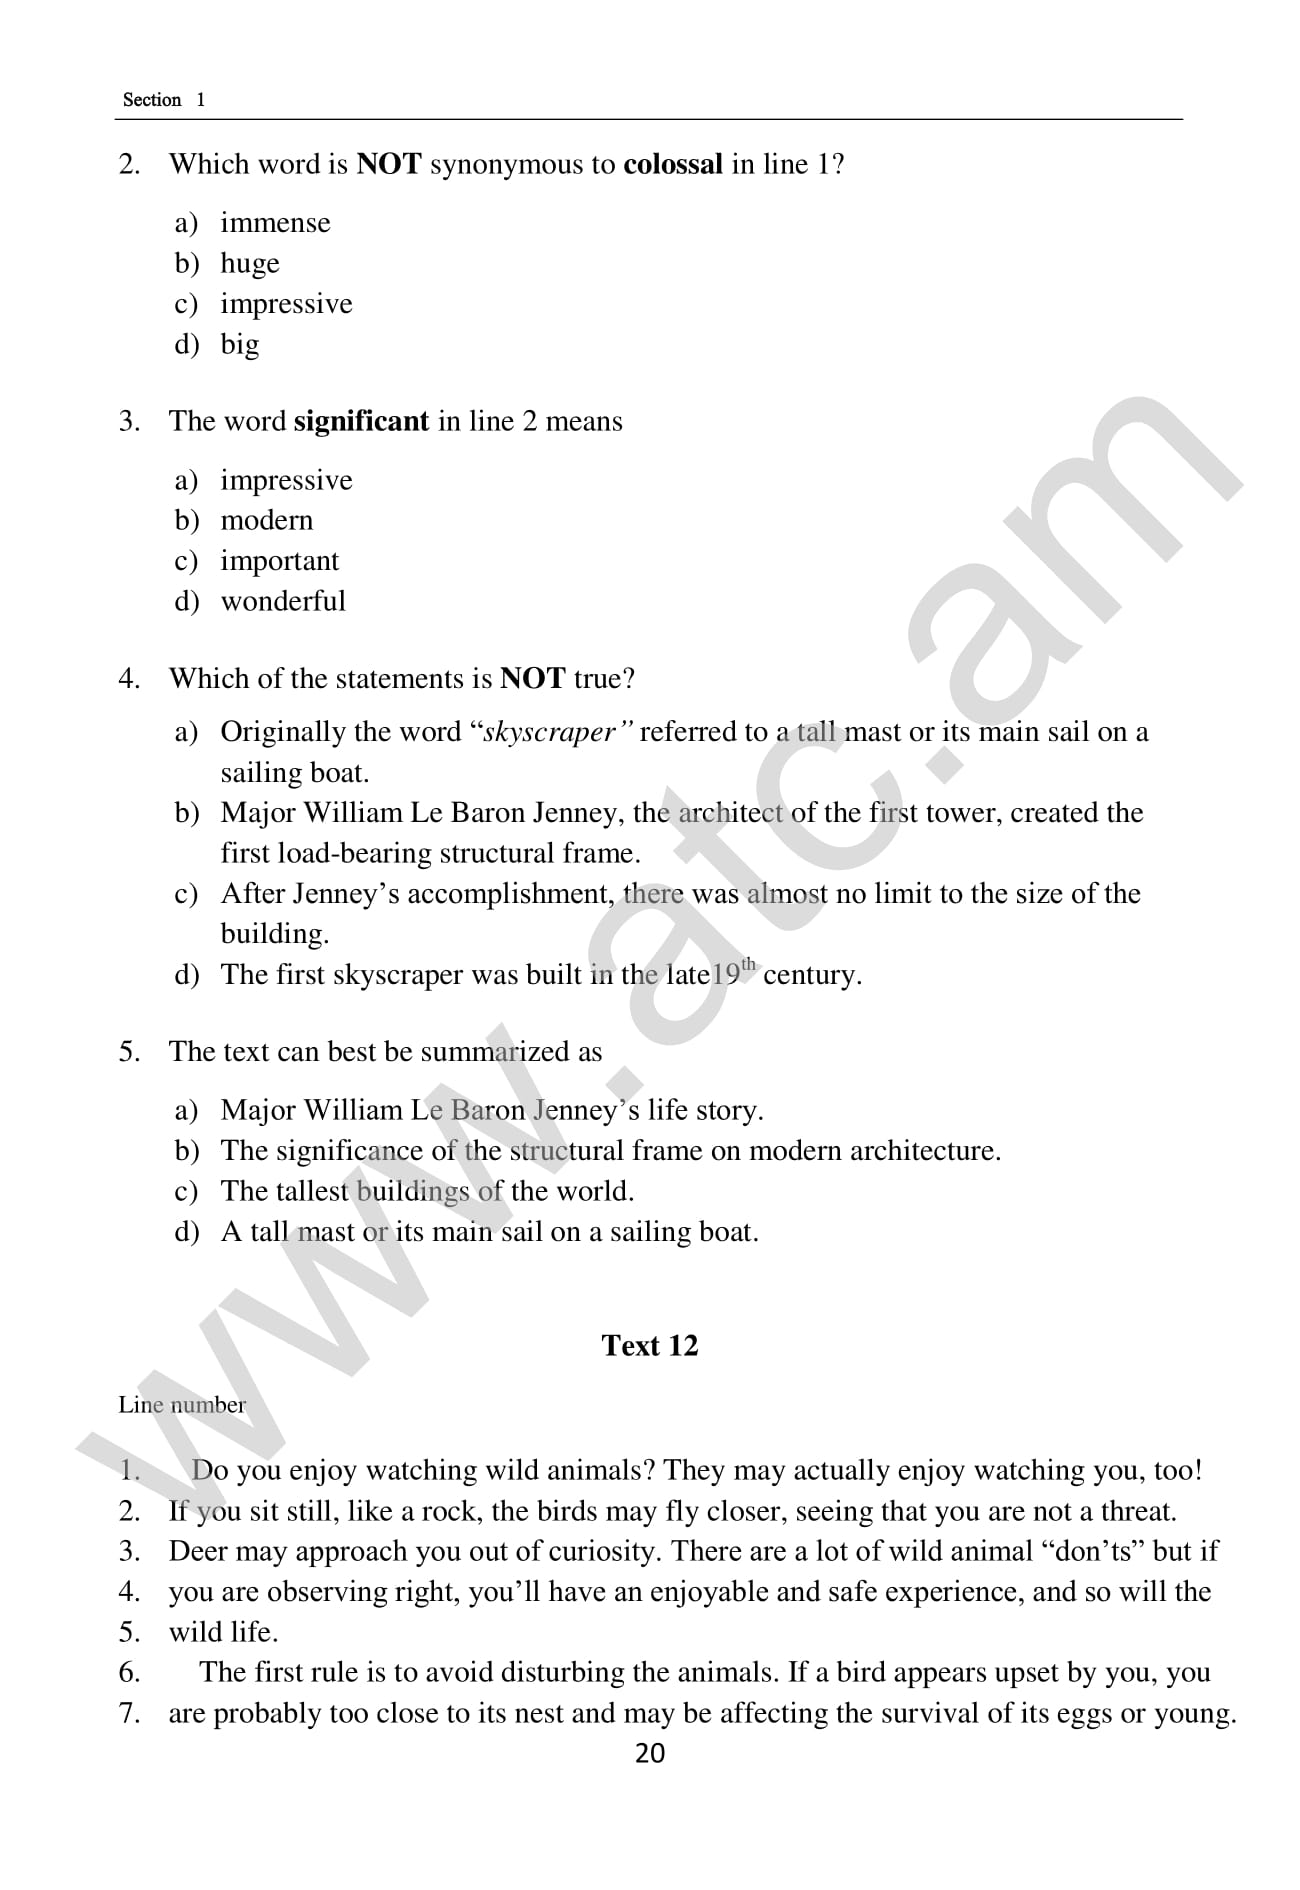 Section 1
2. Which word is NOT synonymous to colossal in line 1?
a) immense
b) huge
c) impressive
d) big
3. The word significant in line 2 means
a) impressive
b) modern
c) important
d) wonderful
4. Which of the statements is NOT true?
a) Originally the word “skyscraper” referred to a tall mast or its main sail on a
sailing boat.
b) Major William Le Baron Jenney, the architect of the first tower, created the
first load-bearing structural frame.
c) After Jenney’s accomplishment, there was almost no limit to the size of the
building.
d) The first skyscraper was built in the late19th century.
5. The text can best be summarized as
a) Major William Le Baron Jenney’s life story.
b) The significance of the structural frame on modern architecture.
c) The tallest buildings of the world.
d) A tall mast or its main sail on a sailing boat.
Text 12
Line number
1. Do you enjoy watching wild animals? They may actually enjoy watching you, too!
2. If you sit still, like a rock, the birds may fly closer, seeing that you are not a threat.
3. Deer may approach you out of curiosity. There are a lot of wild animal “don’ts” but if
4. you are observing right, you’ll have an enjoyable and safe experience, and so will the
5. wild life.
6. The first rule is to avoid disturbing the animals. If a bird appears upset by you, you
7. are probably too close to its nest and may be affecting the survival of its eggs or young.
20
www.atc.am